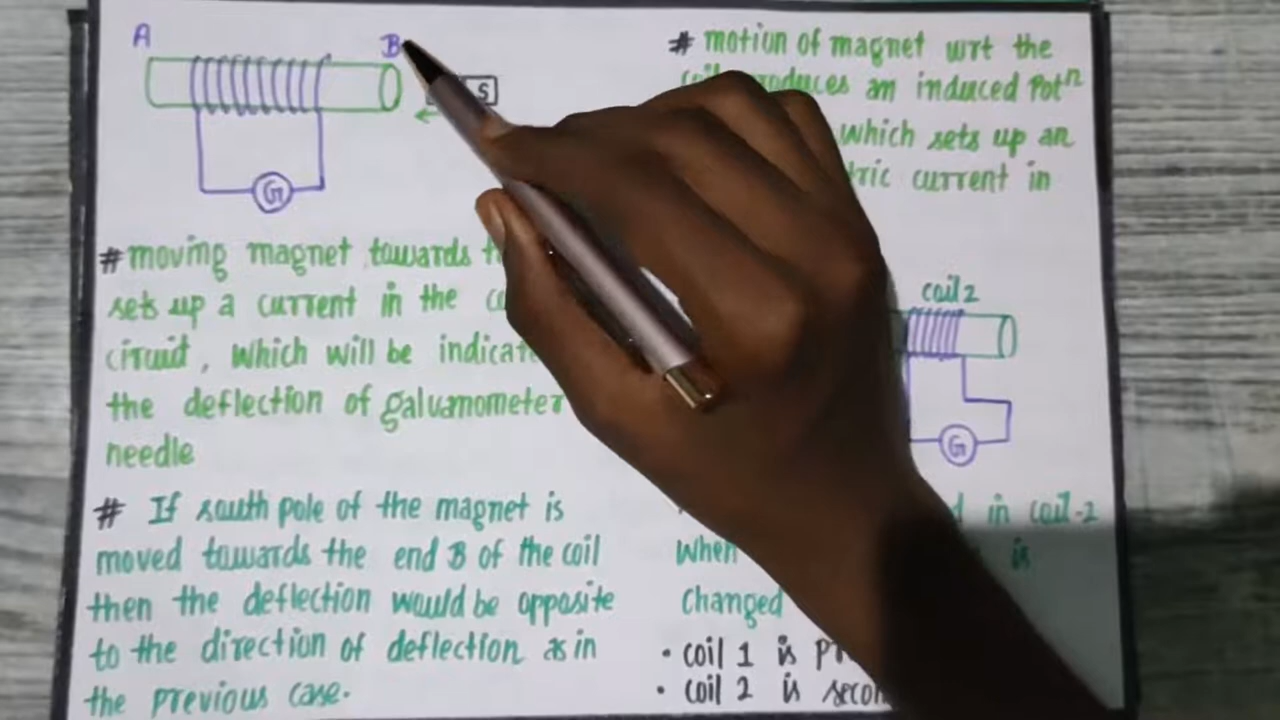 A
B
S
G
# moving magnet towards
sets up a current in the
ciruit, which will be
the deflection of galvanometer
needle
# If south pole of the magnet is
moved towards the end B of the coil
then the deflection would be opposite
to the direction of deflection as in
the previous case.
# motion of magnet wrt the
produces an induced Potⁿ
which sets up an
current in
coil 2
G
in coil-2
when is
changed
• coil 1 is
• coil 2 is